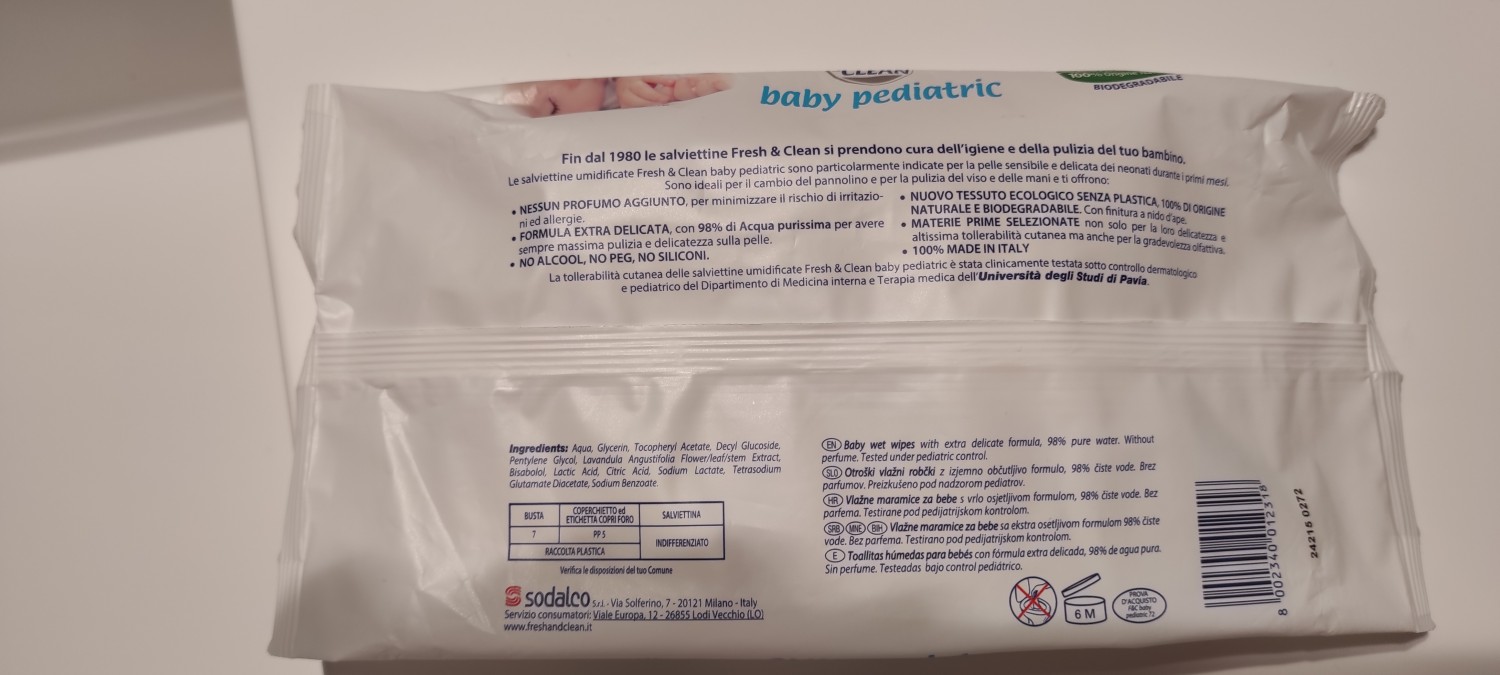 CLEAN
baby pediatric
100% Origine
BIODEGRADABILE
Fin dal 1980 le salviettine Fresh & Clean si prendono cura dell'igiene e della pulizia del tuo bambino.
Le salviettine umidificate Fresh & Clean baby pediatric sono particolarmente indicate per la pelle sensibile e delicata dei neonati durante i primi mesi.
Sono ideali per il cambio del pannolino e per la pulizia del viso e delle mani e ti offrono:
• NESSUN PROFUMO AGGIUNTO, per minimizzare il rischio di irritazio-
ni ed allergie.
• FORMULA EXTRA DELICATA, con 98% di Acqua purissima per avere
sempre massima pulizia e delicatezza sulla pelle.
• NO ALCOOL, NO PEG, NO SILICONI.
• NUOVO TESSUTO ECOLOGICO SENZA PLASTICA, 100% DI ORIGINE
NATURALE E BIODEGRADABILE. Con finitura a nido d'ape.
• MATERIE PRIME SELEZIONATE non solo per la loro delicatezza e
altissima tollerabilità cutanea ma anche per la gradevolezza olfattiva.
• 100% MADE IN ITALY
La tollerabilità cutanea delle salviettine umidificate Fresh & Clean baby pediatric è stata clinicamente testata sotto controllo dermatologico
e pediatrico del Dipartimento di Medicina interna e Terapia medica dell'Università degli Studi di Pavia.
Ingredients: Aqua, Glycerin, Tocopheryl Acetate, Decyl Glucoside,
Pentylene Glycol, Lavandula Angustifolia Flower/leaf/stem Extract,
Bisabolol, Lactic Acid, Citric Acid, Sodium Lactate, Tetrasodium
Glutamate Diacetate, Sodium Benzoate.
BUSTA
COPERCHIETTO ed
ETICHETTA COPRI FORO
SALVIETTINA
7
PP 5
INDIFFERENZIATO
RACCOLTA PLASTICA
Verifica le disposizioni del tuo Comune
sodalco S.r.l. - Via Solferino, 7 - 20121 Milano - Italy
Servizio consumatori: Viale Europa, 12 - 26855 Lodi Vecchio (LO)
www.freshandclean.it
EN Baby wet wipes with extra delicate formula, 98% pure water. Without
perfume. Tested under pediatric control.
SLO Otroški vlažni robčki z izjemno občutljivo formulo, 98% čiste vode. Brez
parfumov. Preizkušeno pod nadzorom pediatrov.
HR Vlažne maramice za bebe s vrlo osjetljivom formulom, 98% čiste vode. Bez
parfema. Testirane pod pedijatrijskom kontrolom.
SRB MNE BIH Vlažne maramice za bebe sa ekstra osetljivom formulom 98% čiste
vode. Bez parfema. Testirano pod pedijatrijskom kontrolom.
E Toallitas húmedas para bebés con fórmula extra delicada, 98% de agua pura.
Sin perfume. Testeadas bajo control pediátrico.
6 M
PROVA
D'ACQUISTO
F&C baby
pediatric 72
8 002340 012318
24215 0272